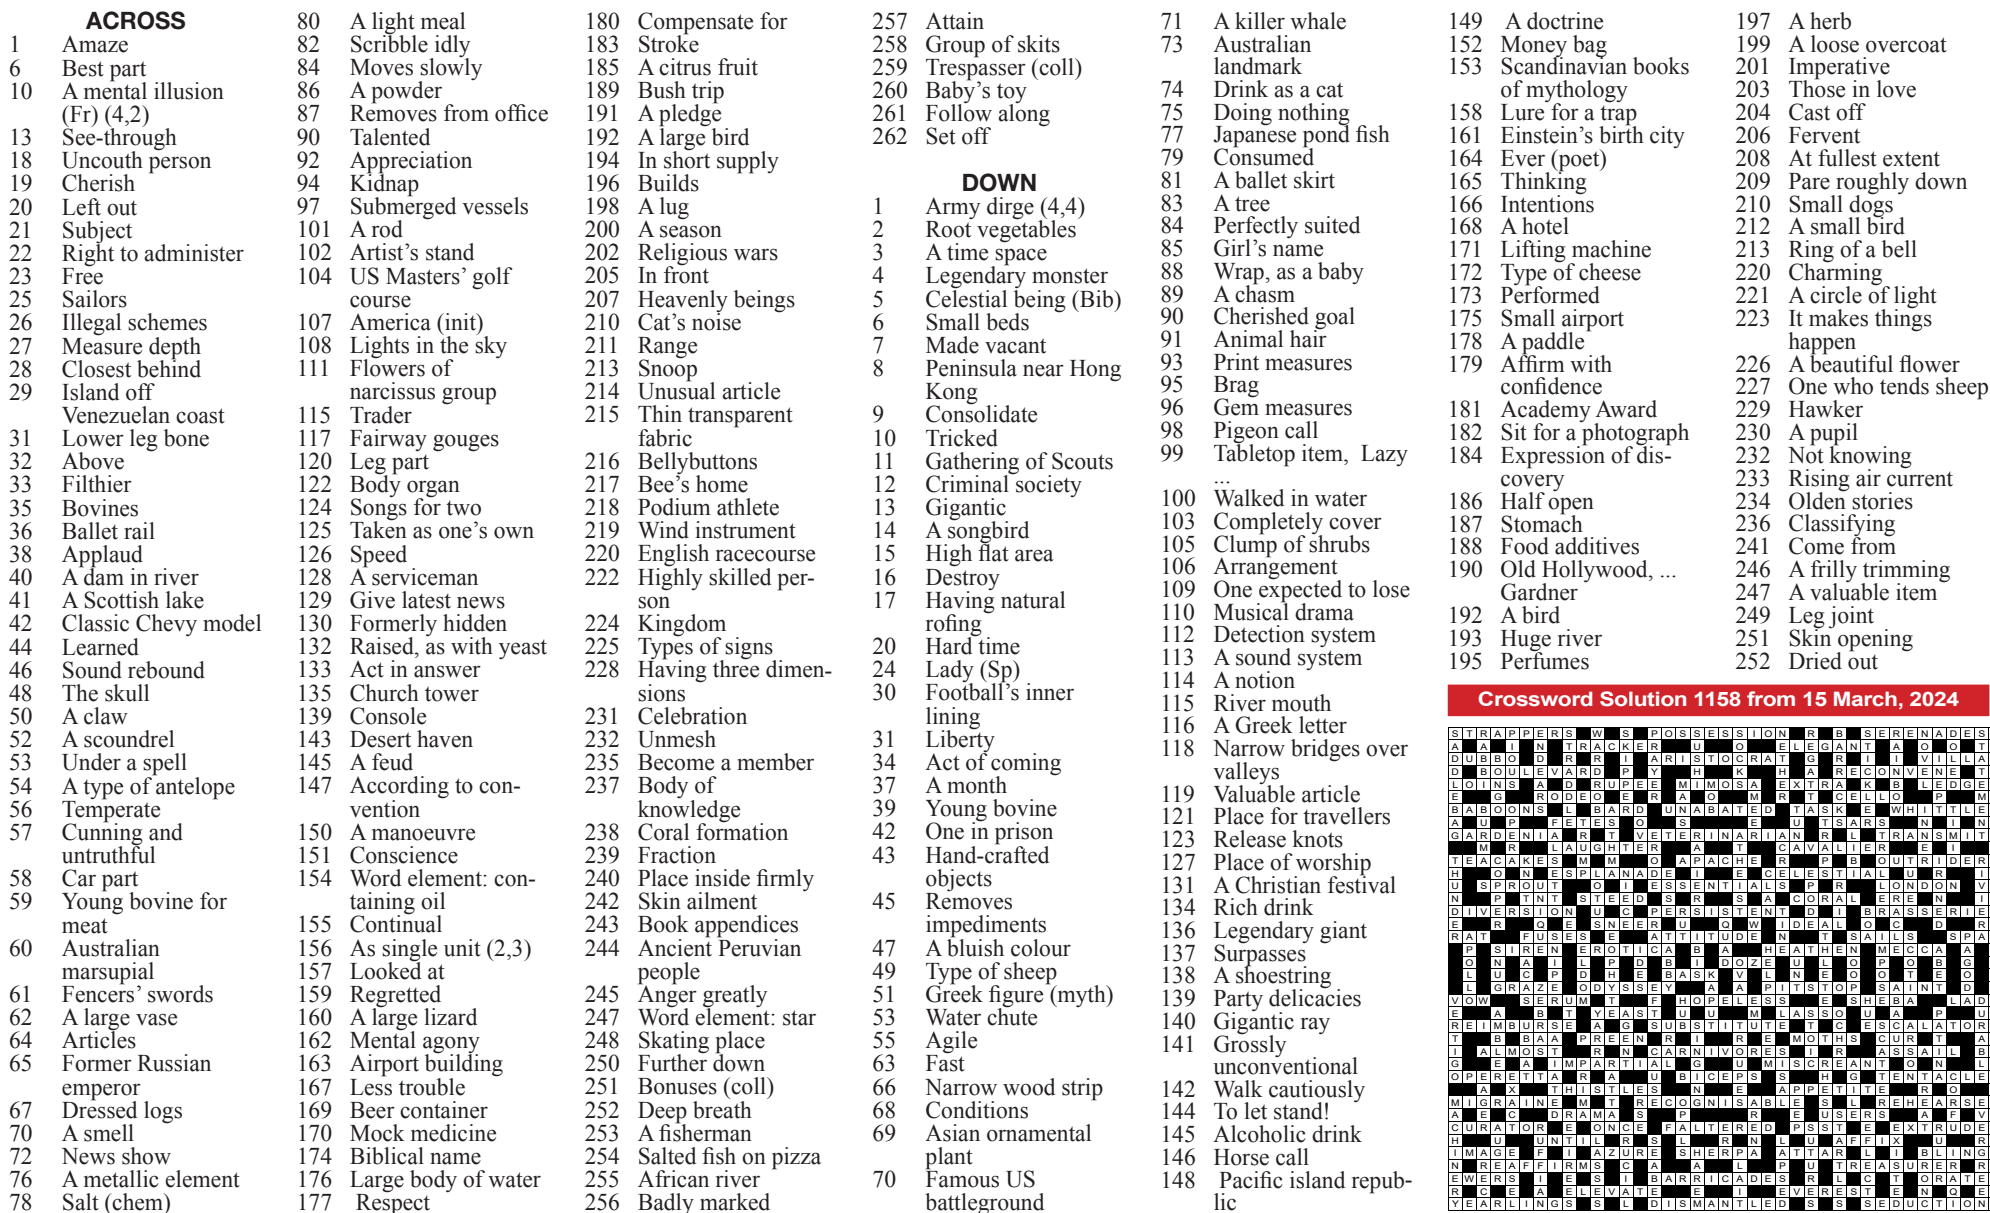 ACROSS
1 Amaze
6 Best part
10 A mental illusion
(Fr) (4,2)
13 See-through
18 Uncouth person
19 Cherish
20 Left out
21 Subject
22 Right to administer
23 Free
25 Sailors
26 Illegal schemes
27 Measure depth
28 Closest behind
29 Island off
Venezuelan coast
31 Lower leg bone
32 Above
33 Filthier
35 Bovines
36 Ballet rail
38 Applaud
40 A dam in river
41 A Scottish lake
42 Classic Chevy model
44 Learned
46 Sound rebound
48 The skull
50 A claw
52 A scoundrel
53 Under a spell
54 A type of antelope
56 Temperate
57 Cunning and
untruthful
58 Car part
59 Young bovine for
meat
60 Australian
marsupial
61 Fencers' swords
62 A large vase
64 Articles
65 Former Russian
emperor
67 Dressed logs
70 A smell
72 News show
76 A metallic element
78 Salt (chem)
80 A light meal
82 Scribble idly
84 Moves slowly
86 A powder
87 Removes from office
90 Talented
92 Appreciation
94 Kidnap
97 Submerged vessels
101 A rod
102 Artist's stand
104 US Masters' golf
course
107 America (init)
108 Lights in the sky
111 Flowers of
narcissus group
115 Trader
117 Fairway gouges
120 Leg part
122 Body organ
124 Songs for two
125 Taken as one's own
126 Speed
128 A serviceman
129 Give latest news
130 Formerly hidden
132 Raised, as with yeast
133 Act in answer
135 Church tower
139 Console
143 Desert haven
145 A feud
147 According to con-
vention
150 A manoeuvre
151 Conscience
154 Word element: con-
taining oil
155 Continual
156 As single unit (2,3)
157 Looked at
159 Regretted
160 A large lizard
162 Mental agony
163 Airport building
167 Less trouble
169 Beer container
170 Mock medicine
174 Biblical name
176 Large body of water
177 Respect
180 Compensate for
183 Stroke
185 A citrus fruit
189 Bush trip
191 A pledge
192 A large bird
194 In short supply
196 Builds
198 A lug
200 A season
202 Religious wars
205 In front
207 Heavenly beings
210 Cat's noise
211 Range
213 Snoop
214 Unusual article
215 Thin transparent
fabric
216 Bellybuttons
217 Bee's home
218 Podium athlete
219 Wind instrument
220 English racecourse
222 Highly skilled per-
son
224 Kingdom
225 Types of signs
228 Having three dimen-
sions
231 Celebration
232 Unmesh
235 Become a member
237 Body of
knowledge
238 Coral formation
239 Fraction
240 Place inside firmly
242 Skin ailment
243 Book appendices
244 Ancient Peruvian
people
245 Anger greatly
247 Word element: star
248 Skating place
250 Further down
251 Bonuses (coll)
252 Deep breath
253 A fisherman
254 Salted fish on pizza
255 African river
256 Badly marked
257 Attain
258 Group of skits
259 Trespasser (coll)
260 Baby's toy
261 Follow along
262 Set off
DOWN
1 Army dirge (4,4)
2 Root vegetables
3 A time space
4 Legendary monster
5 Celestial being (Bib)
6 Small beds
7 Made vacant
8 Peninsula near Hong
Kong
9 Consolidate
10 Tricked
11 Gathering of Scouts
12 Criminal society
13 Gigantic
14 A songbird
15 High flat area
16 Destroy
17 Having natural
rofing
20 Hard time
24 Lady (Sp)
30 Football's inner
lining
31 Liberty
34 Act of coming
37 A month
39 Young bovine
42 One in prison
43 Hand-crafted
objects
45 Removes
impediments
47 A bluish colour
49 Type of sheep
51 Greek figure (myth)
53 Water chute
55 Agile
63 Fast
66 Narrow wood strip
68 Conditions
69 Asian ornamental
plant
70 Famous US
battleground
71 A killer whale
73 Australian
landmark
74 Drink as a cat
75 Doing nothing
77 Japanese pond fish
79 Consumed
81 A ballet skirt
83 A tree
84 Perfectly suited
85 Girl's name
88 Wrap, as a baby
89 A chasm
90 Cherished goal
91 Animal hair
93 Print measures
95 Brag
96 Gem measures
98 Pigeon call
99 Tabletop item, Lazy
...
100 Walked in water
103 Completely cover
105 Clump of shrubs
106 Arrangement
109 One expected to lose
110 Musical drama
112 Detection system
113 A sound system
114 A notion
115 River mouth
116 A Greek letter
118 Narrow bridges over
valleys
119 Valuable article
121 Place for travellers
123 Release knots
127 Place of worship
131 A Christian festival
134 Rich drink
136 Legendary giant
137 Surpasses
138 A shoestring
139 Party delicacies
140 Gigantic ray
141 Grossly
unconventional
142 Walk cautiously
144 To let stand!
145 Alcoholic drink
146 Horse call
148 Pacific island repub-
lic
149 A doctrine
152 Money bag
153 Scandinavian books
of mythology
158 Lure for a trap
161 Einstein's birth city
164 Ever (poet)
165 Thinking
166 Intentions
168 A hotel
171 Lifting machine
172 Type of cheese
173 Performed
175 Small airport
178 A paddle
179 Affirm with
confidence
181 Academy Award
182 Sit for a photograph
184 Expression of dis-
covery
186 Half open
187 Stomach
188 Food additives
190 Old Hollywood, ...
Gardner
192 A bird
193 Huge river
195 Perfumes
197 A herb
199 A loose overcoat
201 Imperative
203 Those in love
204 Cast off
206 Fervent
208 At fullest extent
209 Pare roughly down
210 Small dogs
212 A small bird
213 Ring of a bell
220 Charming
221 A circle of light
223 It makes things
happen
226 A beautiful flower
227 One who tends sheep
229 Hawker
230 A pupil
232 Not knowing
233 Rising air current
234 Olden stories
236 Classifying
241 Come from
246 A frilly trimming
247 A valuable item
249 Leg joint
251 Skin opening
252 Dried out
Crossword Solution 1158 from 15 March, 2024